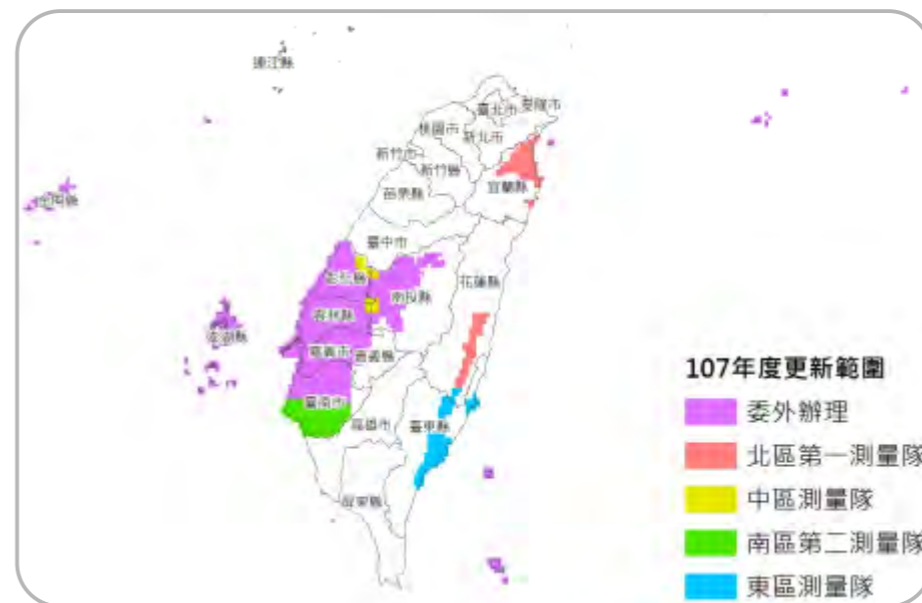 連江縣
臺北市
基隆市
桃園市
新北市
新竹市
新竹縣
宜蘭縣
苗栗縣
金門縣
臺中市
彰化縣
花蓮縣
南投縣
雲林縣
澎湖縣
嘉義市
嘉義縣
臺南市
高雄市
臺東縣
屏東縣
107年度更新範圍
委外辦理
北區第一測量隊
中區測量隊
南區第二測量隊
東區測量隊